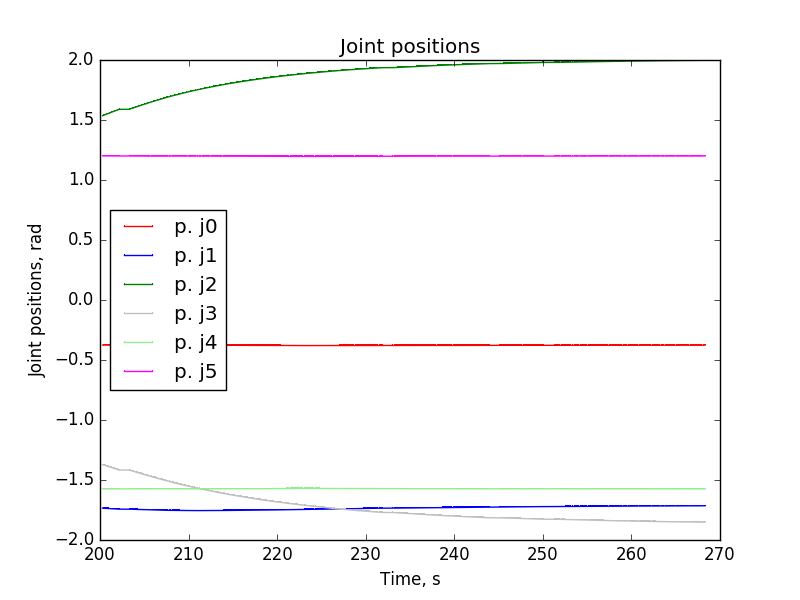 Joint positions
2.0
1.5
1.0
0.5
0.0
−0.5
−1.0
−1.5
−2.0
Joint positions, rad
p. j0
p. j1
p. j2
p. j3
p. j4
p. j5
200 210 220 230 240 250 260 270
Time, s